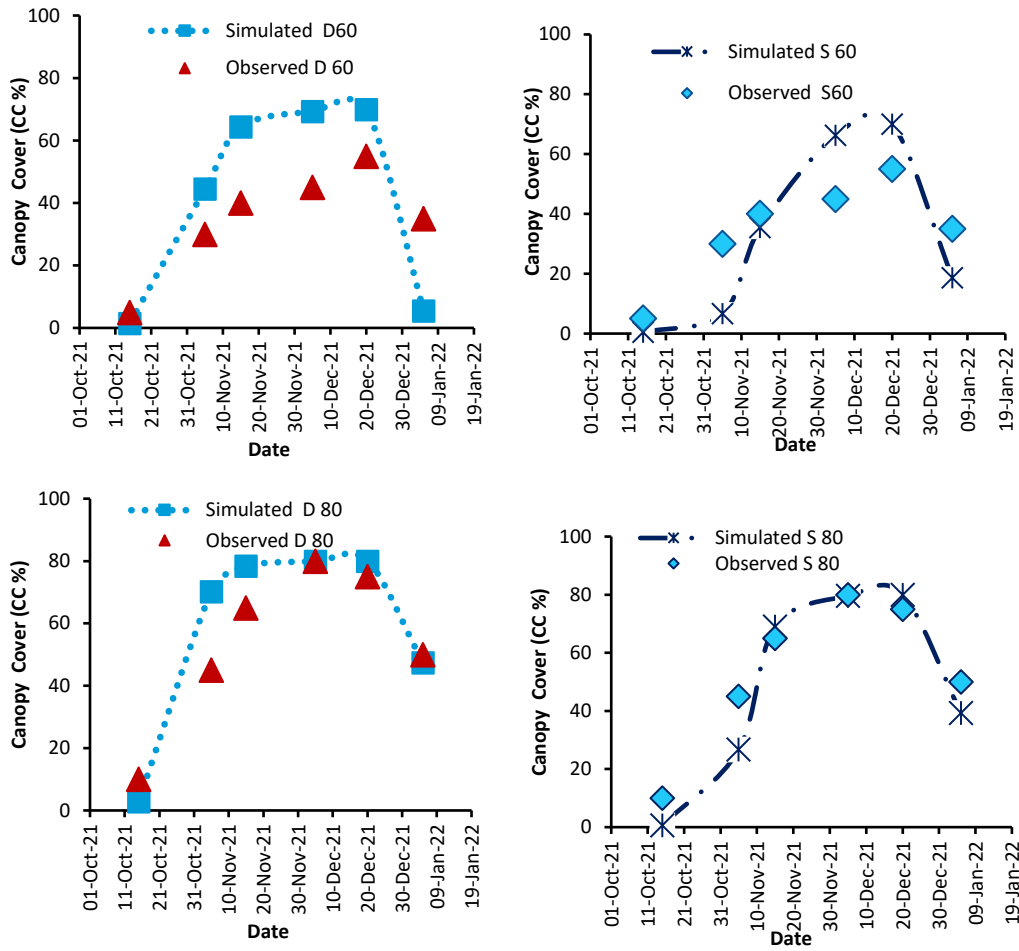 Simulated D60
Observed D 60
Canopy Cover (CC %)
100
80
60
40
20
0
01-Oct-21
11-Oct-21
21-Oct-21
31-Oct-21
10-Nov-21
20-Nov-21
30-Nov-21
10-Dec-21
20-Dec-21
30-Dec-21
09-Jan-22
19-Jan-22
Date
Simulated S 60
Observed S60
Canopy Cover (CC %)
100
80
60
40
20
0
01-Oct-21
11-Oct-21
21-Oct-21
31-Oct-21
10-Nov-21
20-Nov-21
30-Nov-21
10-Dec-21
20-Dec-21
30-Dec-21
09-Jan-22
19-Jan-22
Date
Simulated D 80
Observed D 80
Canopy Cover (CC %)
100
80
60
40
20
0
01-Oct-21
11-Oct-21
21-Oct-21
31-Oct-21
10-Nov-21
20-Nov-21
30-Nov-21
10-Dec-21
20-Dec-21
30-Dec-21
09-Jan-22
19-Jan-22
Date
Simulated S 80
Observed S 80
Canopy Cover (CC %)
100
80
60
40
20
0
01-Oct-21
11-Oct-21
21-Oct-21
31-Oct-21
10-Nov-21
20-Nov-21
30-Nov-21
10-Dec-21
20-Dec-21
30-Dec-21
09-Jan-22
19-Jan-22
Date